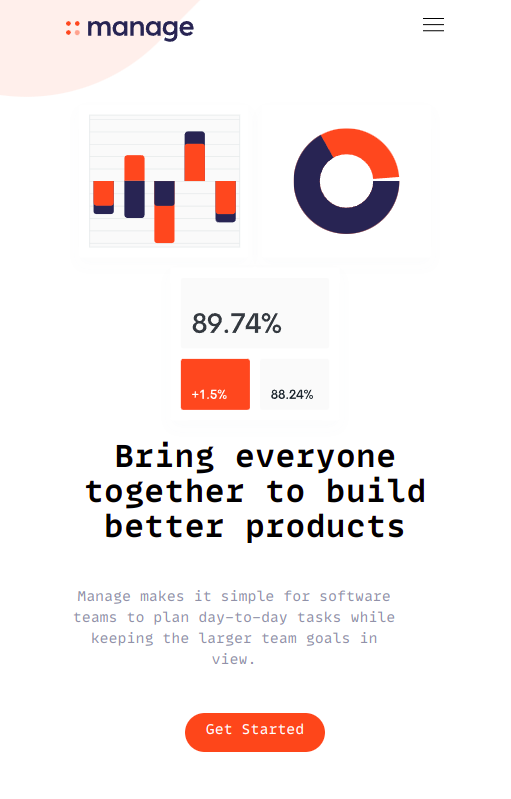 manage
89.74%
+1.5%
88.24%
Bring everyone
together to build
better products
Manage makes it simple for software
teams to plan day-to-day tasks while
keeping the larger team goals in
view.
Get Started